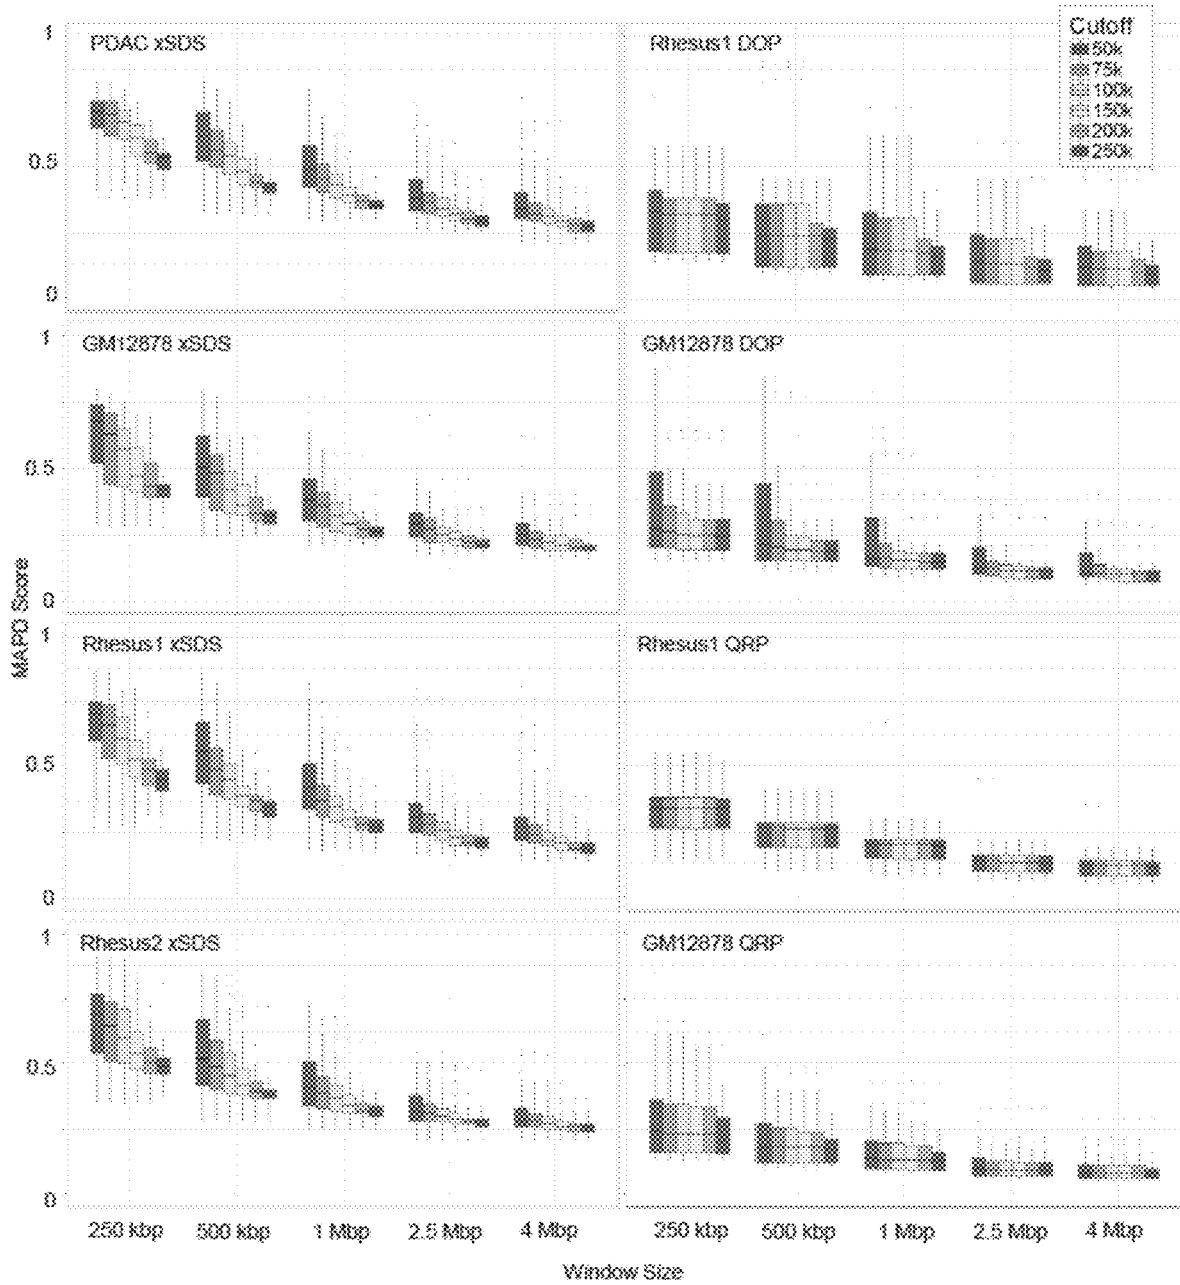 Cutoff
50k
75k
100k
150k
200k
250k
MAPD Score
PDAC xSDS
1
0.5
0
Rhesus1 DOP
GM12878 xSDS
1
0.5
0
GM12878 DOP
Rhesus1 xSDS
1
0.5
0
Rhesus1 QRP
Rhesus2 xSDS
1
0.5
0
GM12878 QRP
250 kbp 500 kbp 1 Mbp 2.5 Mbp 4 Mbp 250 kbp 500 kbp 1 Mbp 2.5 Mbp 4 Mbp
Window Size